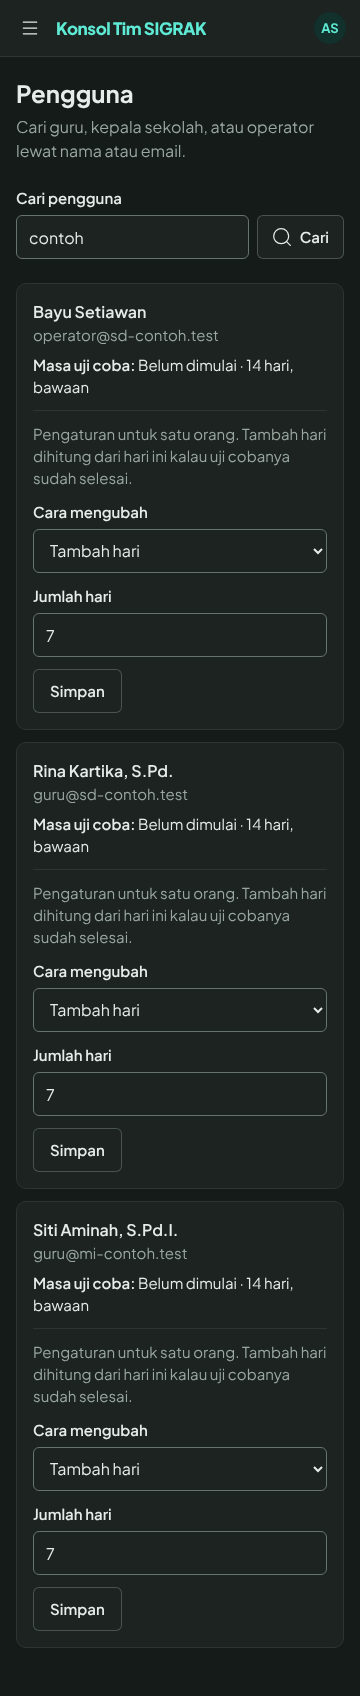 Konsol Tim SIGRAK
AS
Pengguna
Cari guru, kepala sekolah, atau operator
lewat nama atau email.
Cari pengguna
contoh
Cari
Bayu Setiawan
operator@sd-contoh.test
Masa uji coba: Belum dimulai · 14 hari,
bawaan
Pengaturan untuk satu orang. Tambah hari
dihitung dari hari ini kalau uji cobanya
sudah selesai.
Cara mengubah
Tambah hari
Jumlah hari
7
Simpan
Rina Kartika, S.Pd.
guru@sd-contoh.test
Masa uji coba: Belum dimulai · 14 hari,
bawaan
Pengaturan untuk satu orang. Tambah hari
dihitung dari hari ini kalau uji cobanya
sudah selesai.
Cara mengubah
Tambah hari
Jumlah hari
7
Simpan
Siti Aminah, S.Pd.I.
guru@mi-contoh.test
Masa uji coba: Belum dimulai · 14 hari,
bawaan
Pengaturan untuk satu orang. Tambah hari
dihitung dari hari ini kalau uji cobanya
sudah selesai.
Cara mengubah
Tambah hari
Jumlah hari
7
Simpan